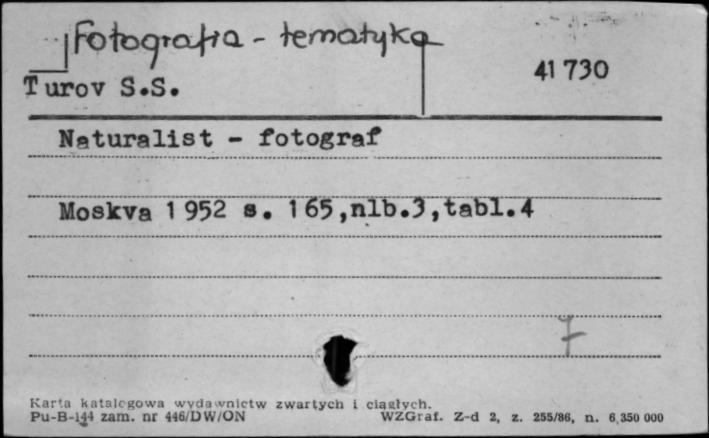 Fotografia - tematyka
41 730
Turov S.S.
Naturalist - fotograf
Moskva 1952 s. 165,nlb.3,tabl.4
7
Karta katalogowa wydawnictw zwartych i ciągłych.
Pu-B-144 zam. nr 446/DW/ON WZGraf. Z-d 2, z. 255/86, n. 6 350 000